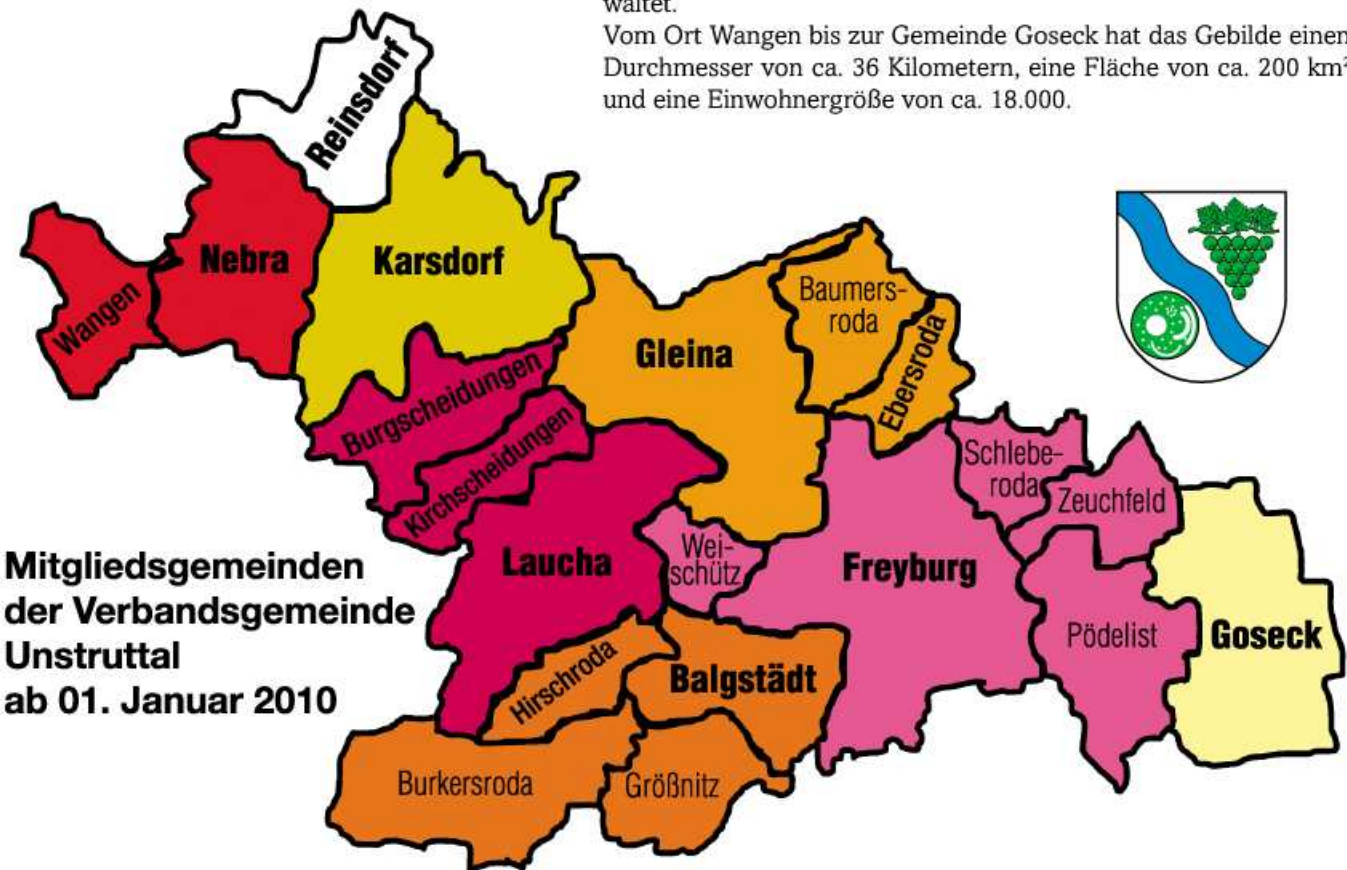 waltet.
Vom Ort Wangen bis zur Gemeinde Goseck hat das Gebilde einen
Durchmesser von ca. 36 Kilometern, eine Fläche von ca. 200 km²
und eine Einwohnergröße von ca. 18.000.
Reinsdorf
Nebra
Karsdorf
Wangen
Baumers-
roda
Gleina
Ebersroda
Burgscheidungen
Kirchscheidungen
Schlebe-
roda
Zeuchfeld
Laucha
Wei-
schütz
Freyburg
Pödelist
Goseck
Mitgliedsgemeinden
der Verbandsgemeinde
Unstruttal
ab 01. Januar 2010
Hirschroda
Balgstädt
Burkersroda
Größnitz